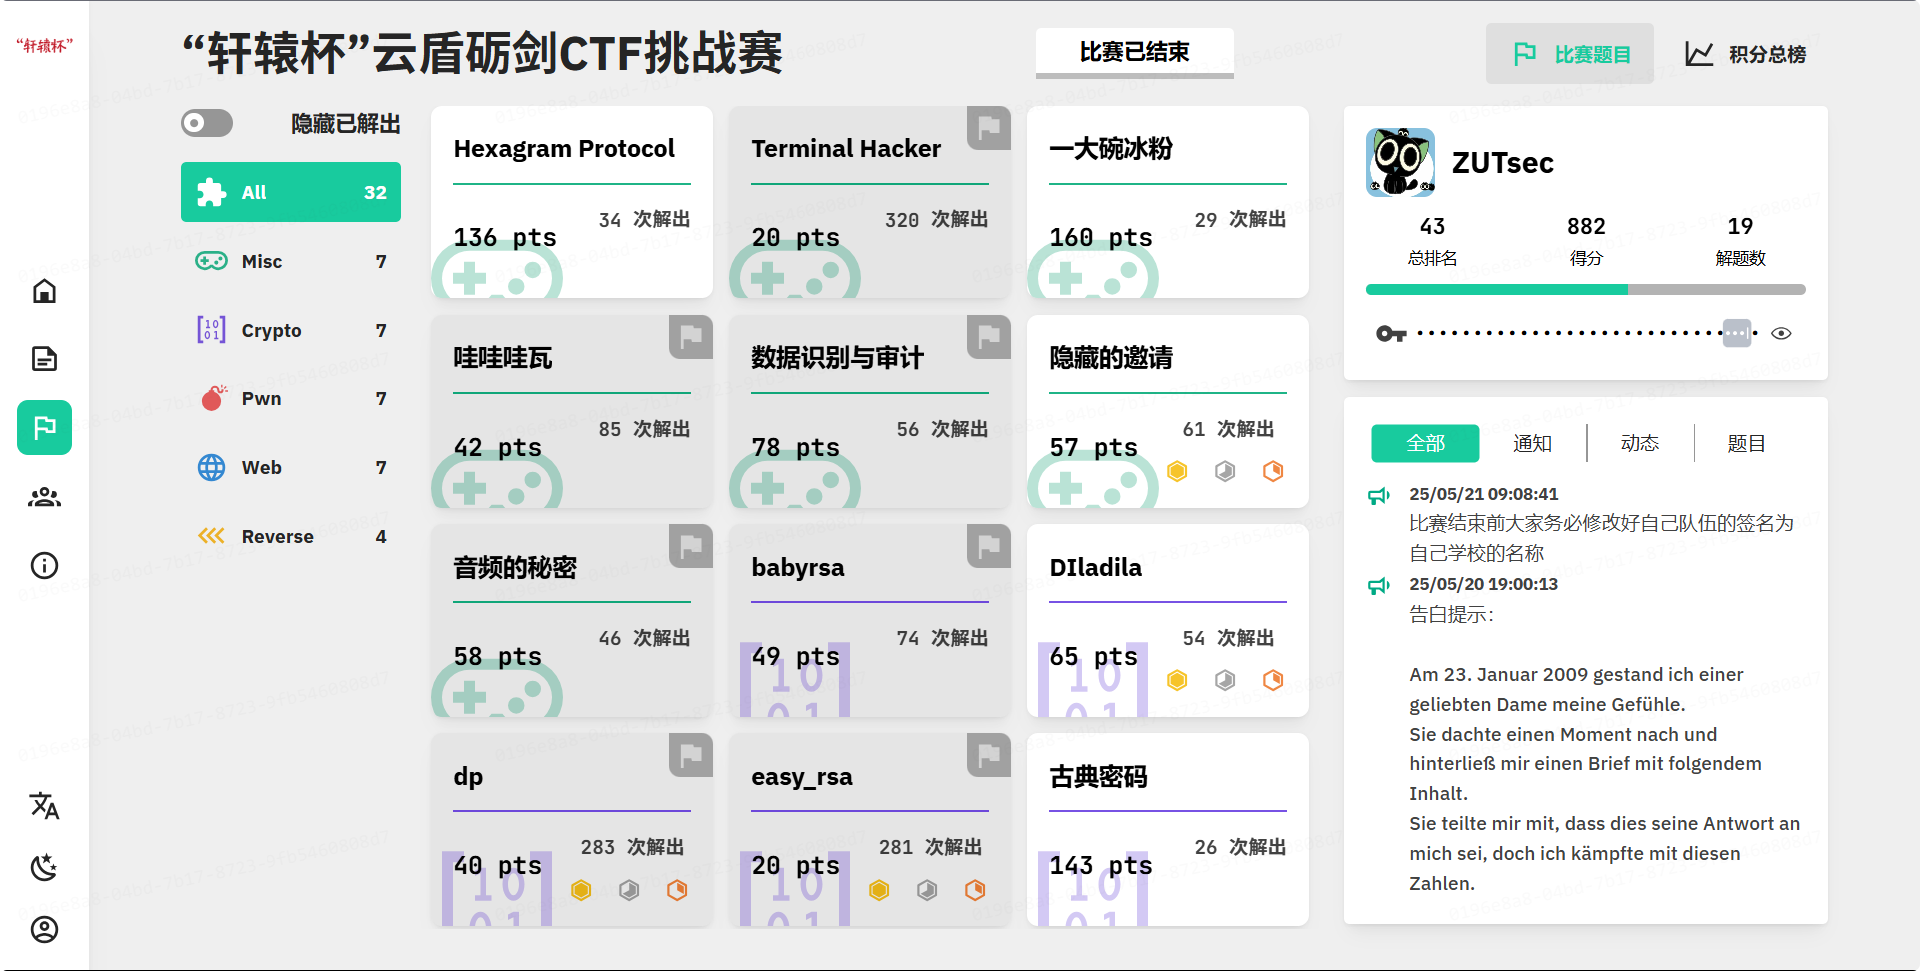 “轩辕杯”
“轩辕杯”云盾砺剑CTF挑战赛
比赛已结束
比赛题目
积分总榜
隐藏已解出
All 32
Misc 7
Crypto 7
Pwn 7
Web 7
Reverse 4
Hexagram Protocol
34 次解出
136 pts
Terminal Hacker
320 次解出
20 pts
一大碗冰粉
29 次解出
160 pts
哇哇哇瓦
85 次解出
42 pts
数据识别与审计
56 次解出
78 pts
隐藏的邀请
61 次解出
57 pts
音频的秘密
46 次解出
58 pts
babyrsa
74 次解出
49 pts
DIladila
54 次解出
65 pts
dp
283 次解出
40 pts
easy_rsa
281 次解出
20 pts
古典密码
26 次解出
143 pts
ZUTsec
43 882 19
总排名 得分 解题数
全部 通知 动态 题目
25/05/21 09:08:41
比赛结束前大家务必修改好自己队伍的签名为
自己学校的名称
25/05/20 19:00:13
告白提示：
Am 23. Januar 2009 gestand ich einer
geliebten Dame meine Gefühle.
Sie dachte einen Moment nach und
hinterließ mir einen Brief mit folgendem
Inhalt.
Sie teilte mir mit, dass dies seine Antwort an
mich sei, doch ich kämpfte mit diesen
Zahlen.